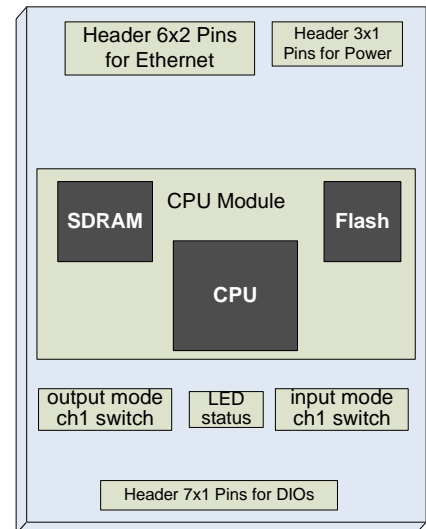 Header 6x2 Pins
for Ethernet
Header 3x1
Pins for Power
CPU Module
SDRAM
Flash
CPU
output mode
ch1 switch
LED
status
input mode
ch1 switch
Header 7x1 Pins for DIOs